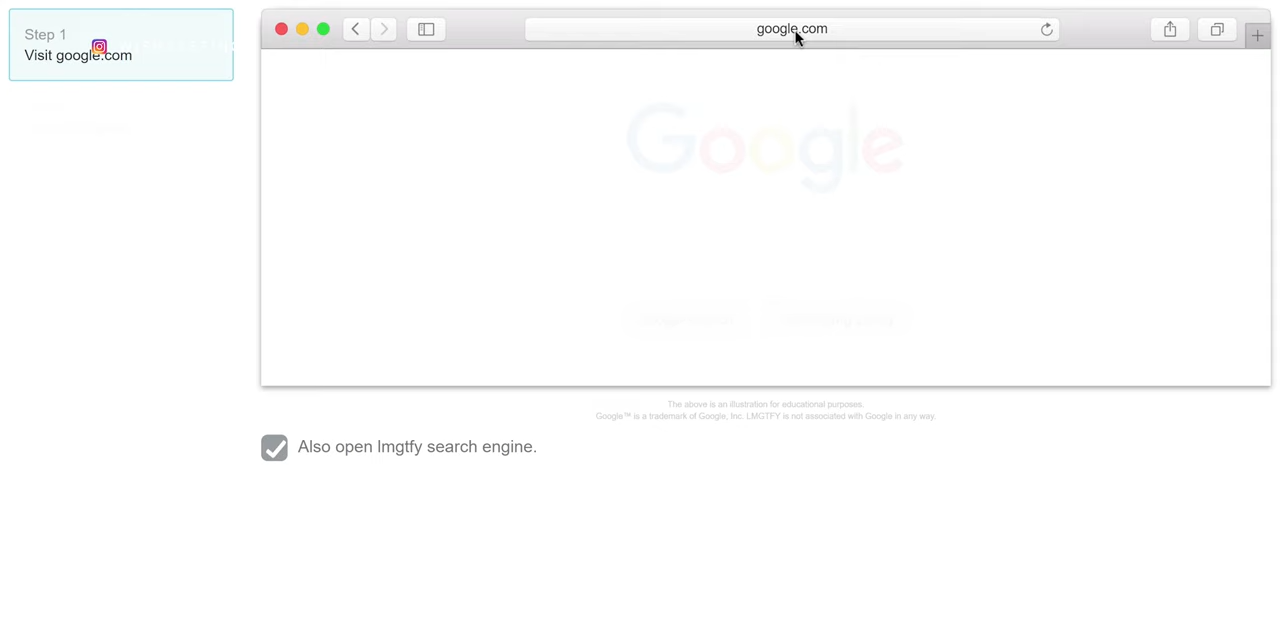 Step 1
Visit google.com
google.com
Google
The above is an illustration for educational purposes.
Google™ is a trademark of Google, Inc. LMGTFY is not associated with Google in any way.
Also open lmgtfy search engine.